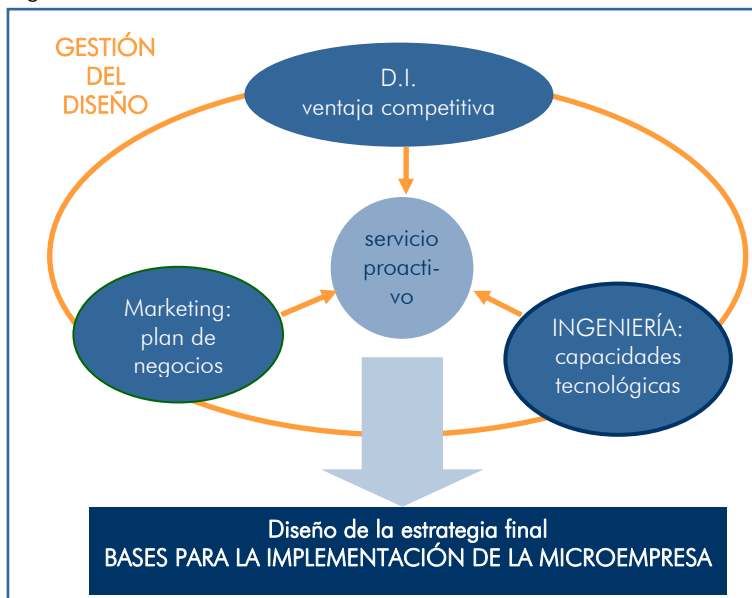 GESTIÓN
DEL
DISEÑO
D.I.
ventaja competitiva
servicio
proacti-
vo
Marketing:
plan de
negocios
INGENIERÍA:
capacidades
tecnológicas
Diseño de la estrategia final
BASES PARA LA IMPLEMENTACIÓN DE LA MICROEMPRESA